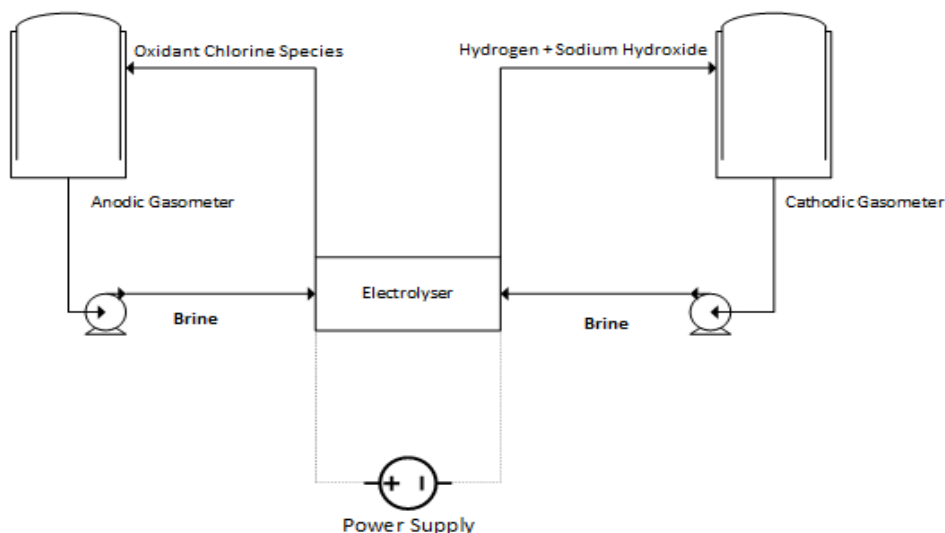 Oxidant Chlorine Species
Hydrogen + Sodium Hydroxide
Anodic Gasometer
Cathodic Gasometer
Electrolyser
Brine
Brine
+ I
Power Supply